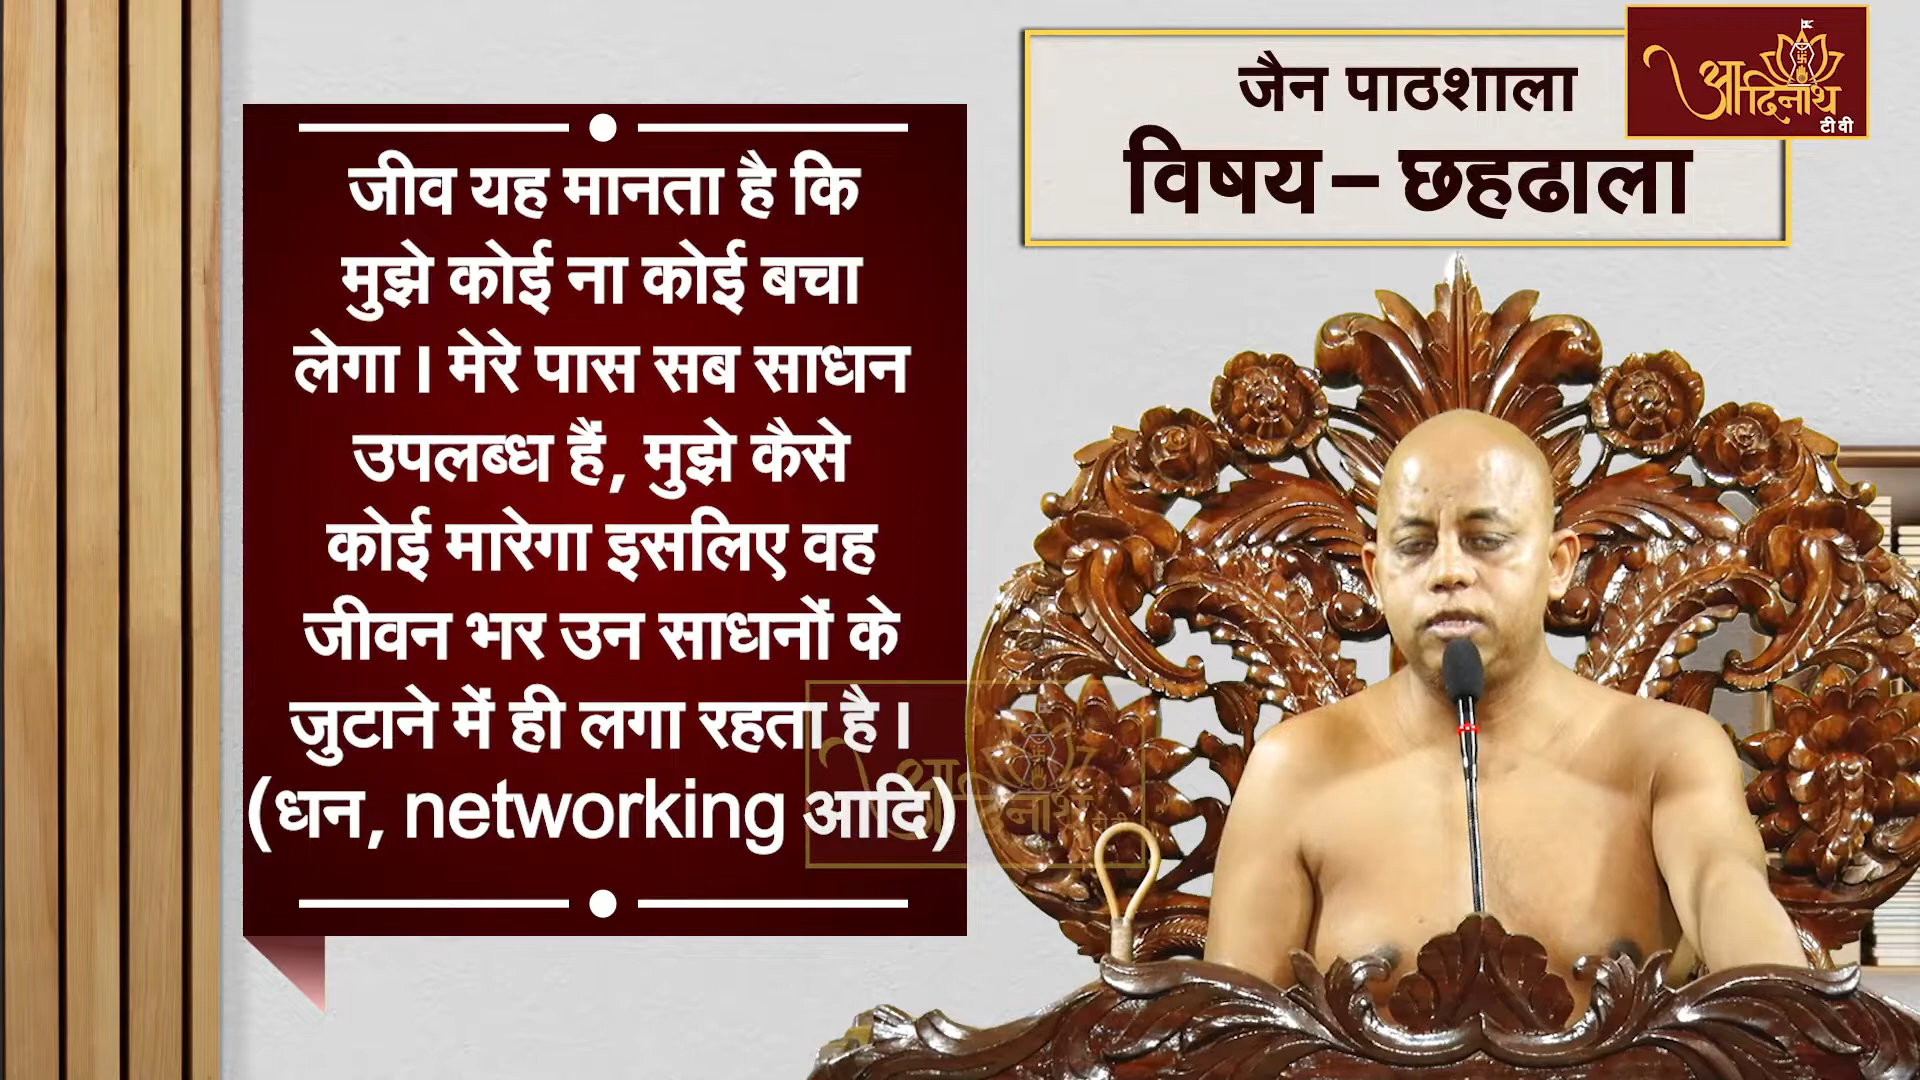 जैन पाठशाला
विषय – छहढाला
आदिनाथ
टी वी
जीव यह मानता है कि
मुझे कोई ना कोई बचा
लेगा। मेरे पास सब साधन
उपलब्ध हैं, मुझे कैसे
कोई मारेगा इसलिए वह
जीवन भर उन साधनों के
जुटाने में ही लगा रहता है।
(धन, networking आदि)
आदिनाथ
टी वी